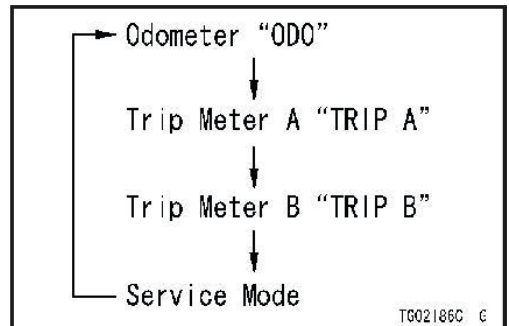 Odometer “ODO”
Trip Meter A “TRIP A”
Trip Meter B “TRIP B”
Service Mode
TG02186C G